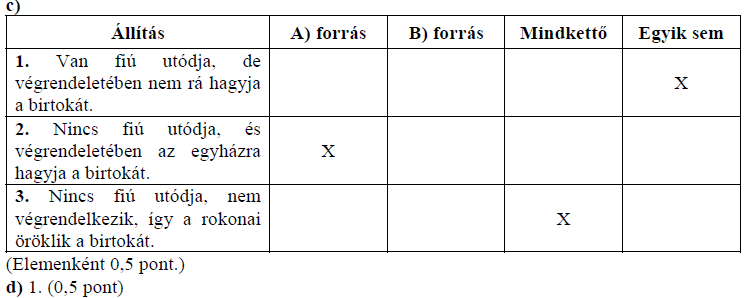 c)
Állítás A) forrás B) forrás Mindkettő Egyik sem
1. Van fiú utódja, de
végrendeletében nem rá hagyja
a birtokát.
X
2. Nincs fiú utódja, és
végrendeletében az egyházra
hagyja a birtokát.
X
3. Nincs fiú utódja, nem
végrendelkezik, így a rokonai
öröklik a birtokát.
X
(Elemenként 0,5 pont.)
d) 1. (0,5 pont)